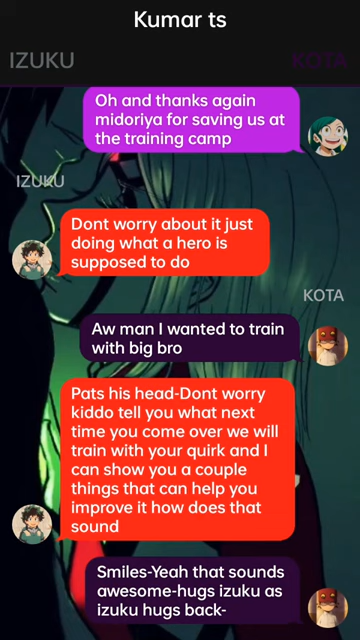 Kumar ts
IZUKU
KOTA
Oh and thanks again
midoriya for saving us at
the training camp
IZUKU
Dont worry about it just
doing what a hero is
supposed to do
KOTA
Aw man I wanted to train
with big bro
Pats his head-Dont worry
kiddo tell you what next
time you come over we will
train with your quirk and I
can show you a couple
things that can help you
improve it how does that
sound
Smiles-Yeah that sounds
awesome-hugs izuku as
izuku hugs back-